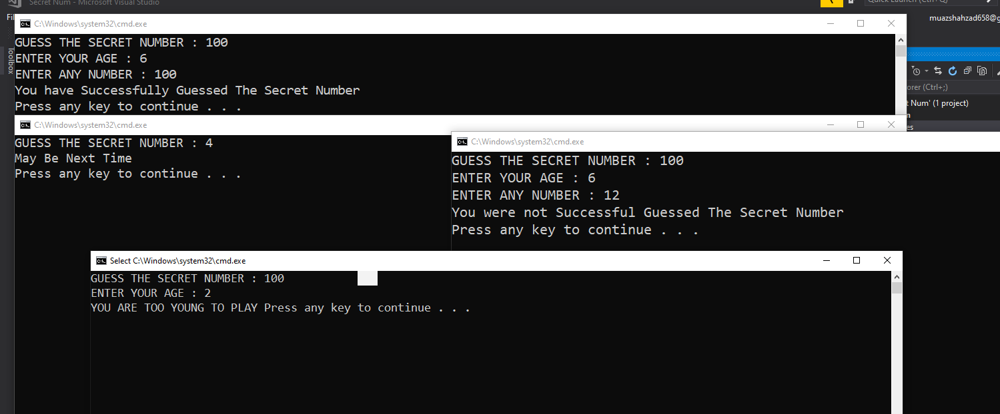 Secret Num - Microsoft Visual Studio
Quick Launch (Ctrl+Q)
muazshahzad658@g
Toolbox
C:\Windows\system32\cmd.exe
GUESS THE SECRET NUMBER : 100
ENTER YOUR AGE : 6
ENTER ANY NUMBER : 100
You have Successfully Guessed The Secret Number
Press any key to continue . . .
orer (Ctrl+;)
t Num' (1 project)
C:\Windows\system32\cmd.exe
GUESS THE SECRET NUMBER : 4
May Be Next Time
Press any key to continue . . .
C:\Windows\system32\cmd.exe
GUESS THE SECRET NUMBER : 100
ENTER YOUR AGE : 6
ENTER ANY NUMBER : 12
You were not Successful Guessed The Secret Number
Press any key to continue . . .
Select C:\Windows\system32\cmd.exe
GUESS THE SECRET NUMBER : 100
ENTER YOUR AGE : 2
YOU ARE TOO YOUNG TO PLAY Press any key to continue . . .